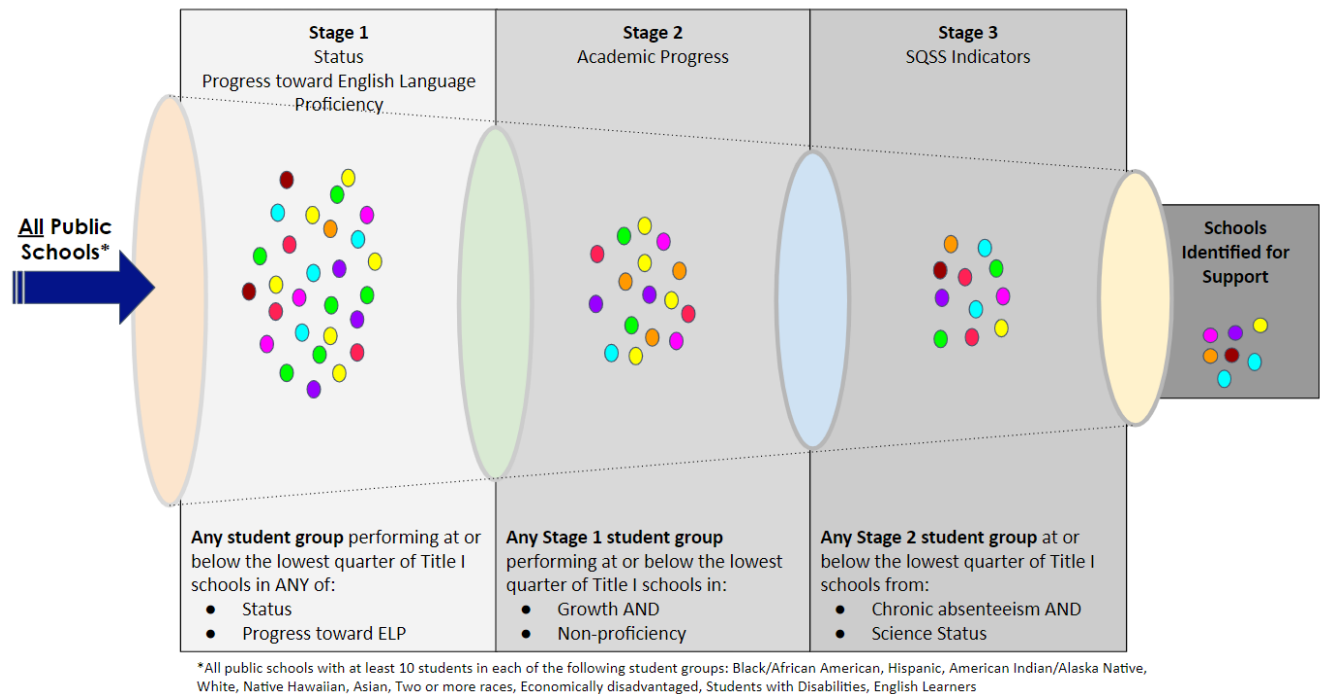 Stage 1
Status
Progress toward English Language
Proficiency
Stage 2
Academic Progress
Stage 3
SQSS Indicators
All Public
Schools*
Schools
Identified for
Support
Any student group performing at or
below the lowest quarter of Title I
schools in ANY of:
● Status
● Progress toward ELP
Any Stage 1 student group
performing at or below the lowest
quarter of Title I schools in:
● Growth AND
● Non-proficiency
Any Stage 2 student group at or
below the lowest quarter of Title I
schools from:
● Chronic absenteeism AND
● Science Status
*All public schools with at least 10 students in each of the following student groups: Black/African American, Hispanic, American Indian/Alaska Native,
White, Native Hawaiian, Asian, Two or more races, Economically disadvantaged, Students with Disabilities, English Learners